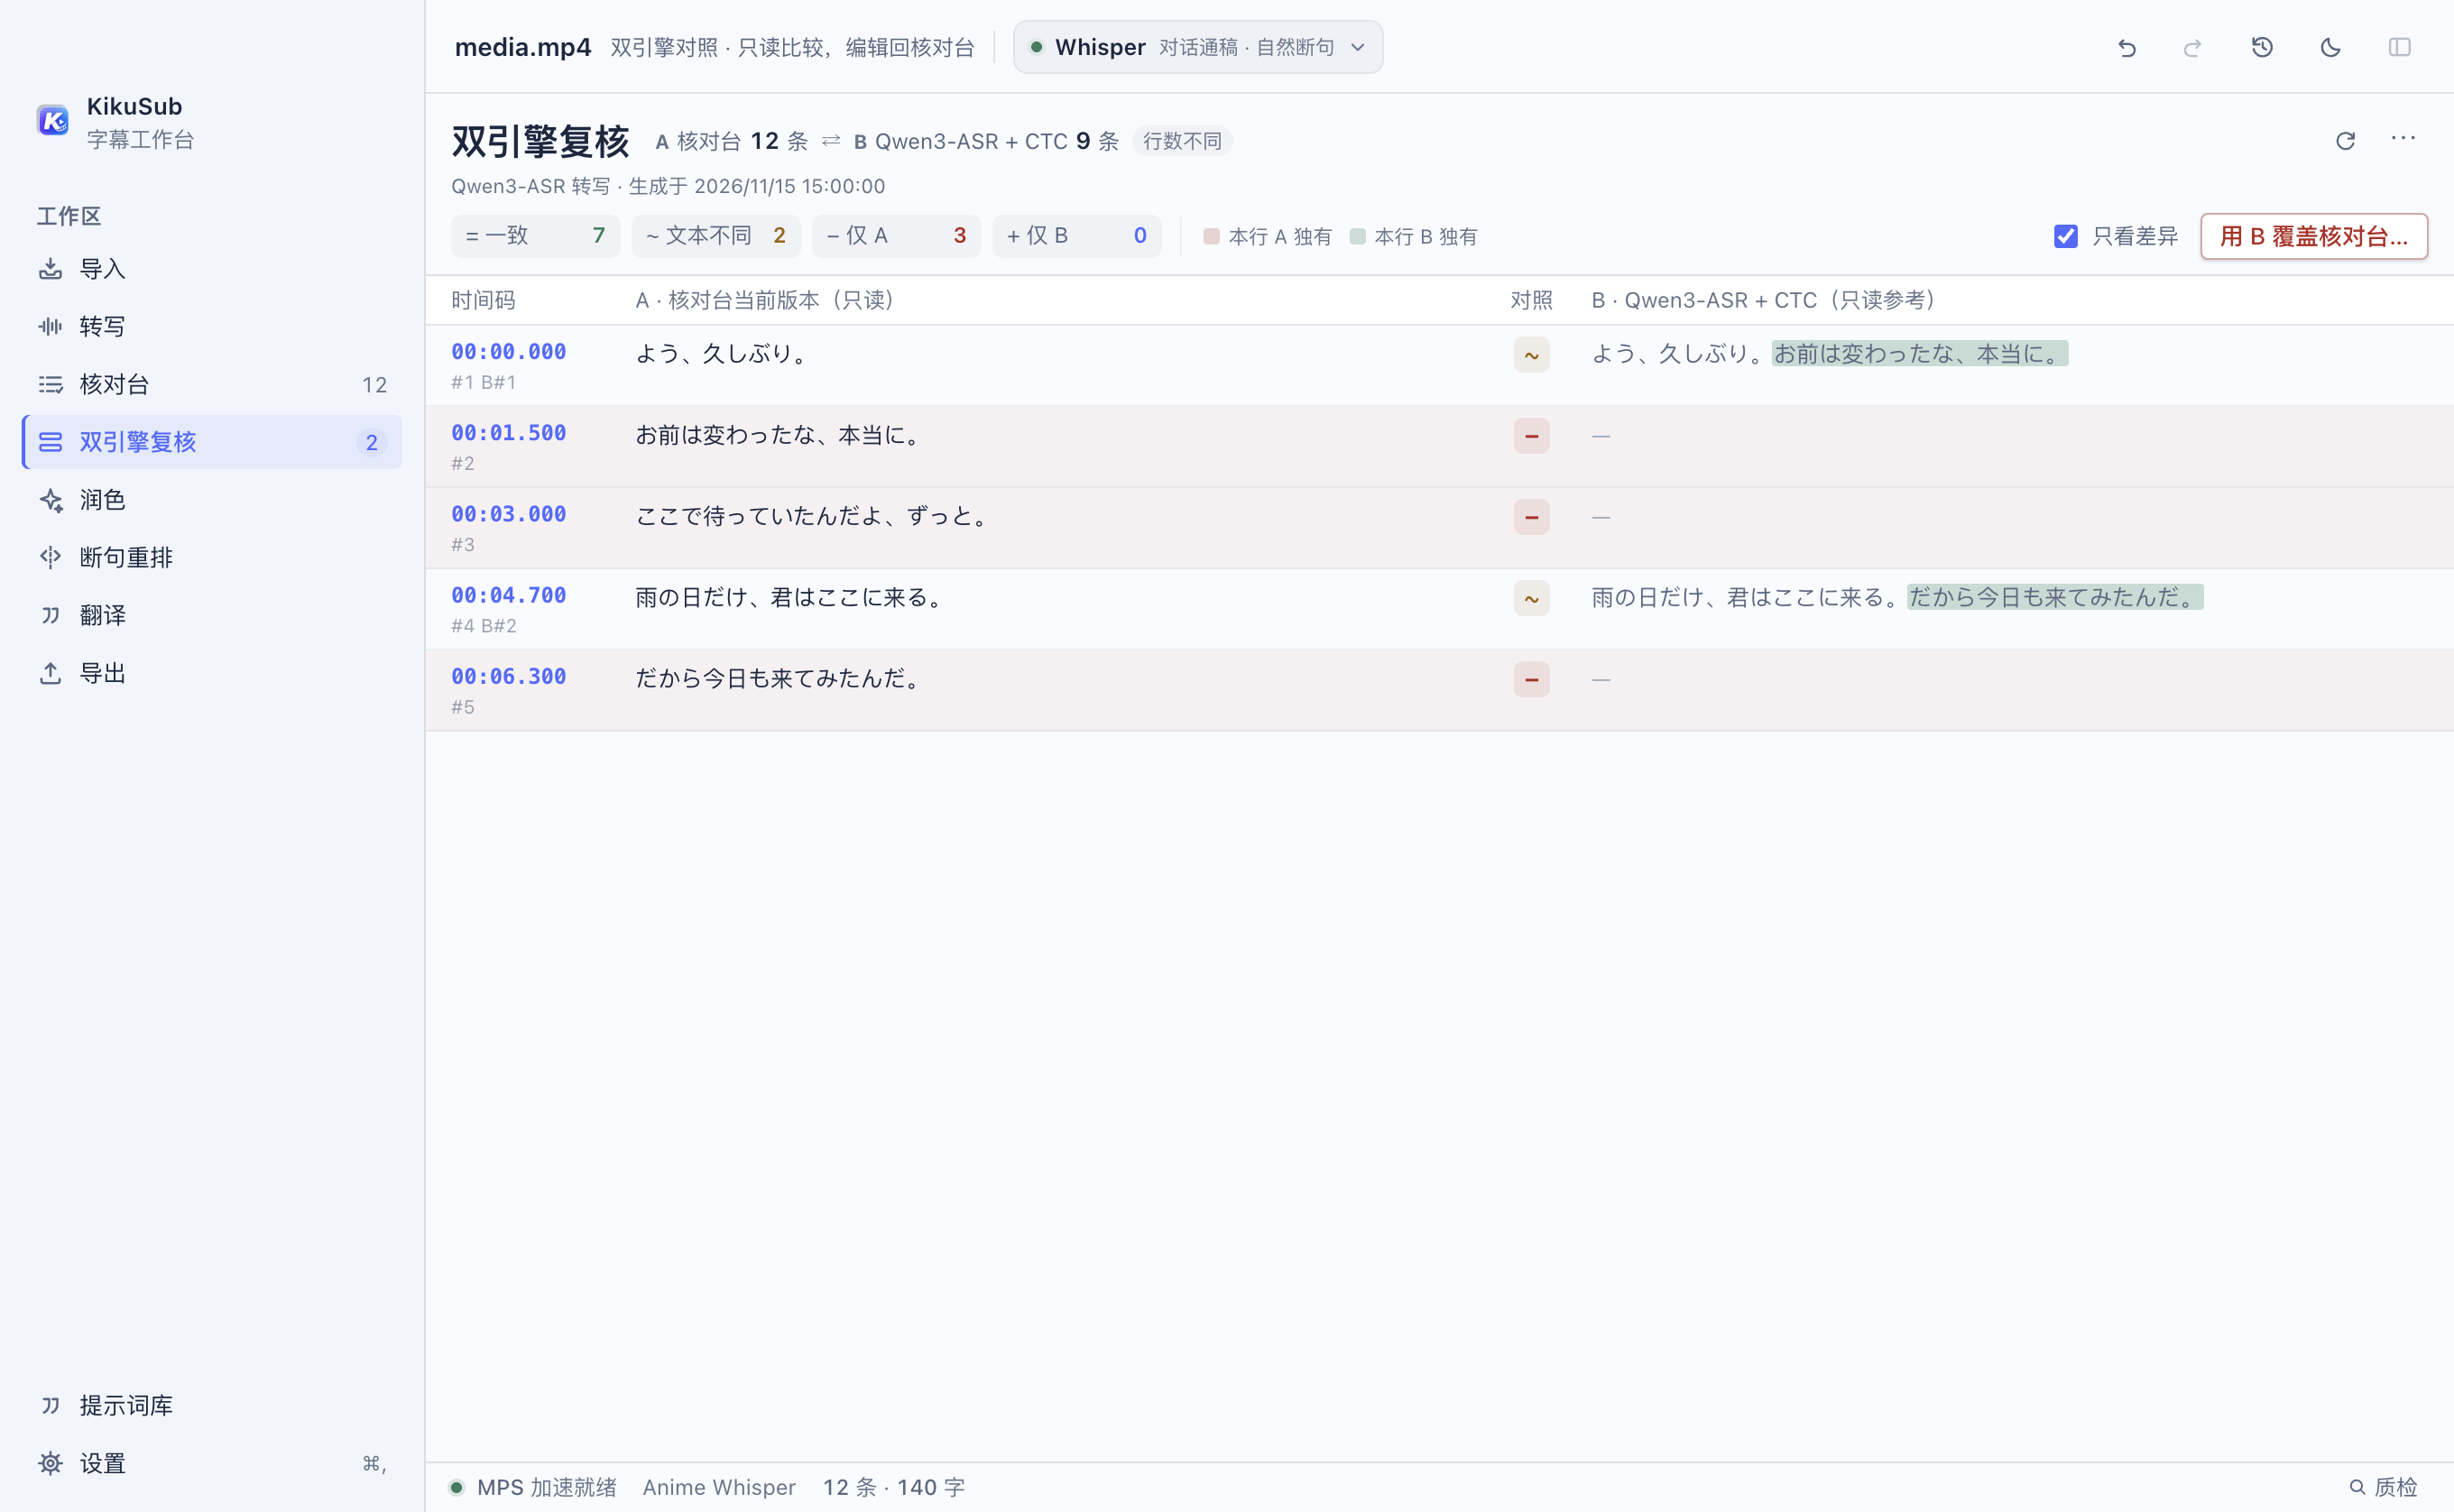 KikuSub
字幕工作台
工作区
导入
转写
核对台 12
双引擎复核 2
润色
断句重排
翻译
导出
提示词库
设置 ⌘,
media.mp4 双引擎对照 · 只读比较，编辑回核对台 Whisper 对话通稿 · 自然断句
双引擎复核 A 核对台 12 条 ⇌ B Qwen3-ASR + CTC 9 条 行数不同
Qwen3-ASR 转写 · 生成于 2026/11/15 15:00:00
= 一致 7 ~ 文本不同 2 − 仅 A 3 + 仅 B 0 本行 A 独有 本行 B 独有 只看差异 用 B 覆盖核对台…
时间码 A · 核对台当前版本（只读） 对照 B · Qwen3-ASR + CTC（只读参考）
00:00.000 よう、久しぶり。 ~ よう、久しぶり。お前は変わったな、本当に。
#1 B#1
00:01.500 お前は変わったな、本当に。 − —
#2
00:03.000 ここで待っていたんだよ、ずっと。 − —
#3
00:04.700 雨の日だけ、君はここに来る。 ~ 雨の日だけ、君はここに来る。だから今日も来てみたんだ。
#4 B#2
00:06.300 だから今日も来てみたんだ。 − —
#5
MPS 加速就绪 Anime Whisper 12 条 · 140 字 质检